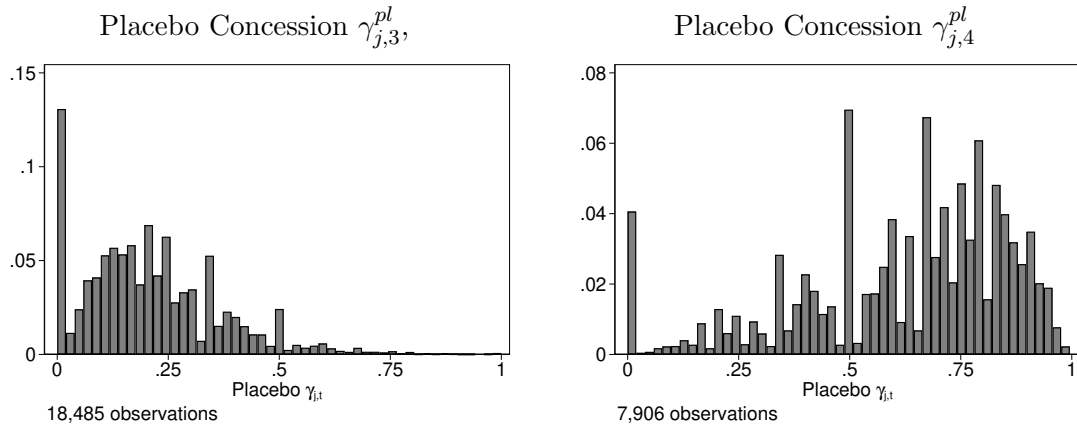 Placebo Concession γ^{pl}_{j,3},
.15
.1
.05
0
0 .25 .5 .75 1
Placebo γ_{j,t}
18,485 observations
Placebo Concession γ^{pl}_{j,4}
.08
.06
.04
.02
0
0 .25 .5 .75 1
Placebo γ_{j,t}
7,906 observations